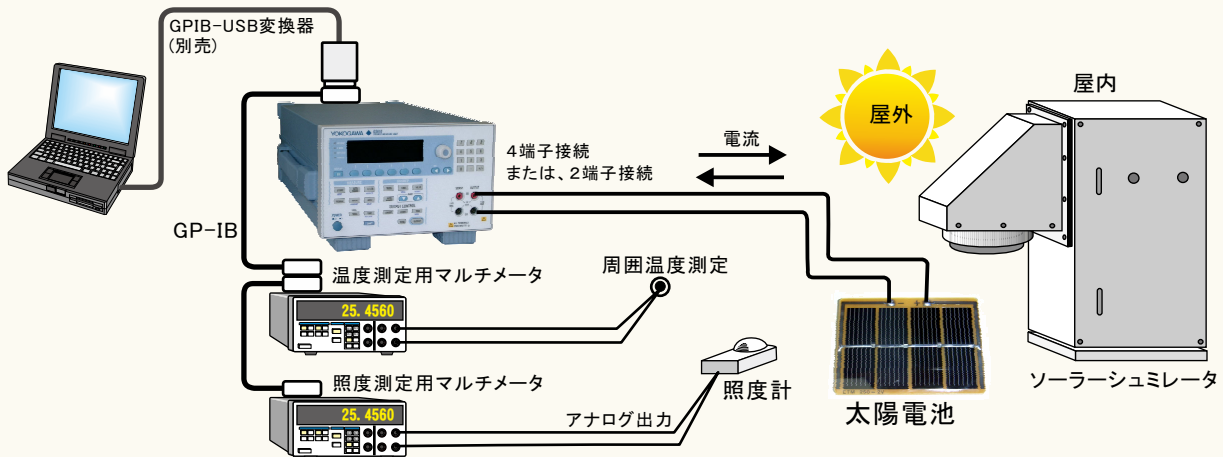 GPIB-USB変換器
(別売)
YOKOGAWA
GP-IB
4端子接続
または、2端子接続
電流
屋外
屋内
温度測定用マルチメータ
25.4560
周囲温度測定
照度測定用マルチメータ
25.4560
アナログ出力
照度計
太陽電池
ソーラーシュミレータ